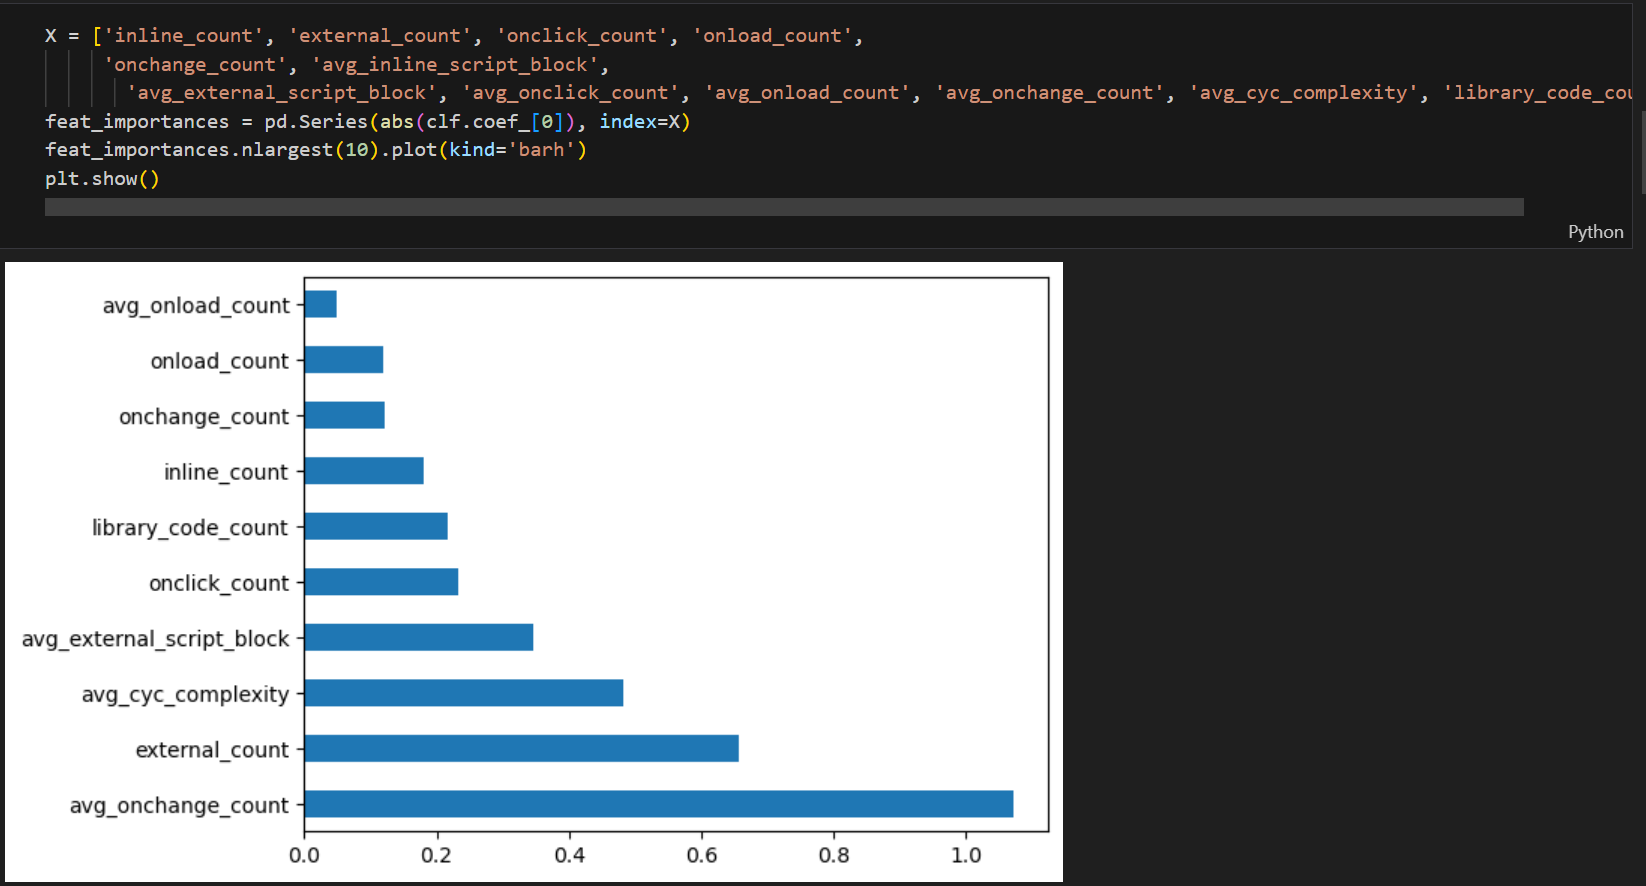 X = ['inline_count', 'external_count', 'onclick_count', 'onload_count',
'onchange_count', 'avg_inline_script_block',
'avg_external_script_block', 'avg_onclick_count', 'avg_onload_count', 'avg_onchange_count', 'avg_cyc_complexity', 'library_code_cou
feat_importances = pd.Series(abs(clf.coef_[0]), index=X)
feat_importances.nlargest(10).plot(kind='barh')
plt.show()
Python
avg_onload_count
onload_count
onchange_count
inline_count
library_code_count
onclick_count
avg_external_script_block
avg_cyc_complexity
external_count
avg_onchange_count
0.0 0.2 0.4 0.6 0.8 1.0